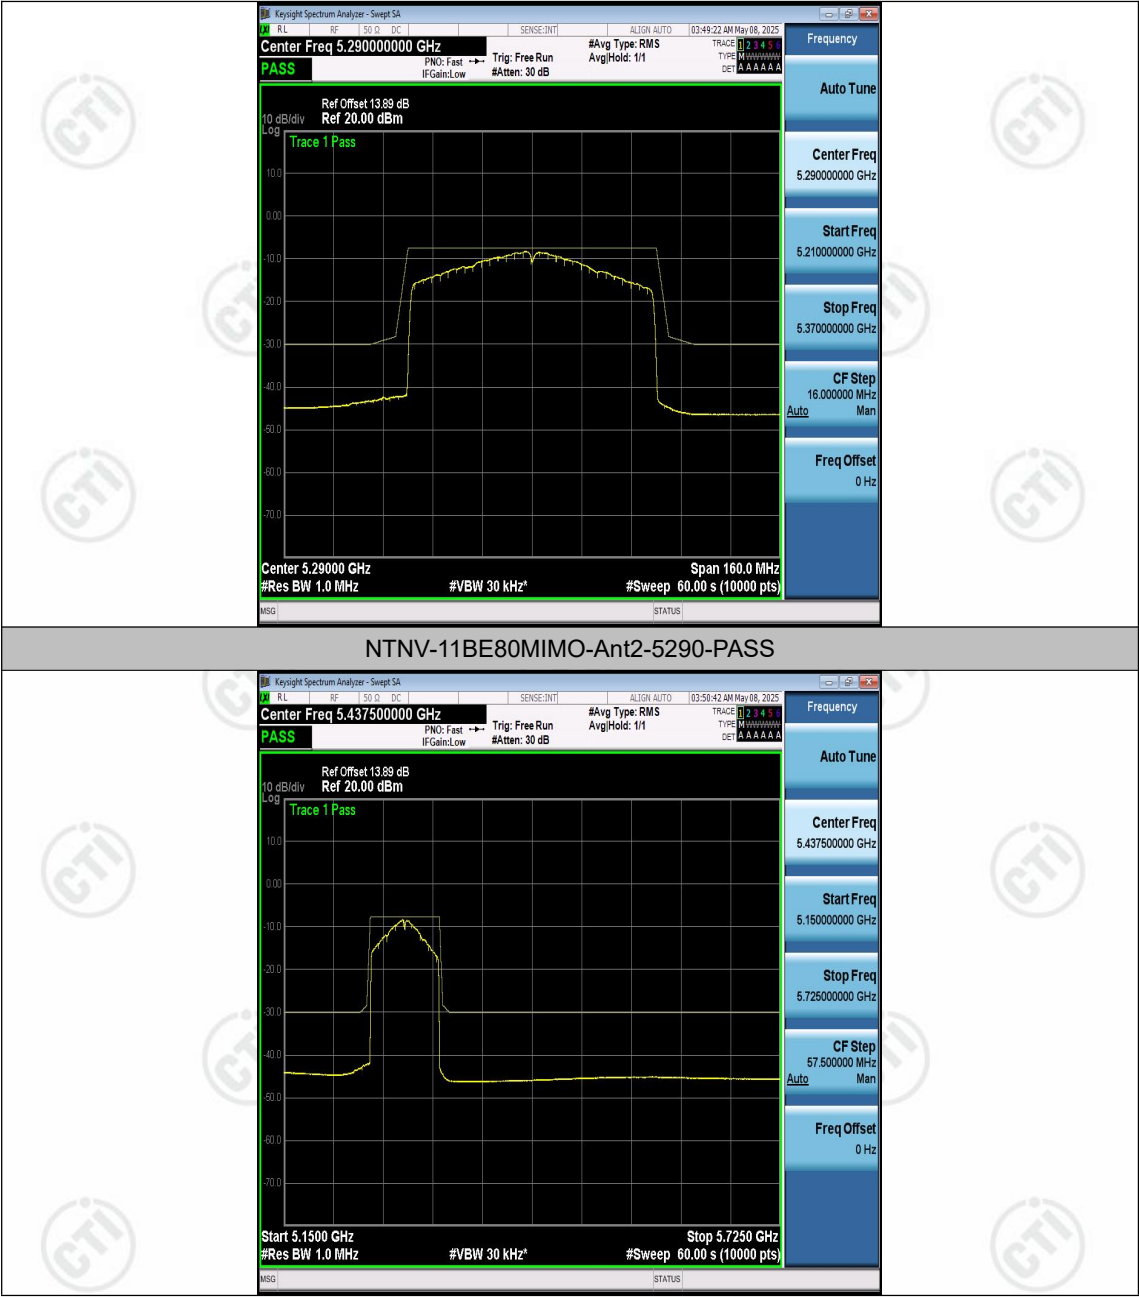 Keysight Spectrum Analyzer - Swept SA
RL RF 50 Ω DC SENSE:INT ALIGN AUTO 03:49:22 AM May 08, 2025
Center Freq 5.290000000 GHz #Avg Type: RMS TRACE 1 2 3 4 5 6
PNO: Fast Trig: Free Run Avg|Hold: 1/1 TYPE M WWWWW
PASS IFGain:Low #Atten: 30 dB DET A A A A A A
Ref Offset 13.89 dB
10 dB/div Ref 20.00 dBm
Log
Trace 1 Pass
10.0
0.00
-10.0
-20.0
-30.0
-40.0
-50.0
-60.0
-70.0
Center 5.29000 GHz Span 160.0 MHz
#Res BW 1.0 MHz #VBW 30 kHz* #Sweep 60.00 s (10000 pts)
MSG STATUS
Frequency
Auto Tune
Center Freq
5.290000000 GHz
Start Freq
5.210000000 GHz
Stop Freq
5.370000000 GHz
CF Step
16.000000 MHz
Auto Man
Freq Offset
0 Hz
NTNV-11BE80MIMO-Ant2-5290-PASS
Keysight Spectrum Analyzer - Swept SA
RL RF 50 Ω DC SENSE:INT ALIGN AUTO 03:50:42 AM May 08, 2025
Center Freq 5.437500000 GHz #Avg Type: RMS TRACE 1 2 3 4 5 6
PNO: Fast Trig: Free Run Avg|Hold: 1/1 TYPE M WWWWW
PASS IFGain:Low #Atten: 30 dB DET A A A A A A
Ref Offset 13.89 dB
10 dB/div Ref 20.00 dBm
Log
Trace 1 Pass
10.0
0.00
-10.0
-20.0
-30.0
-40.0
-50.0
-60.0
-70.0
Start 5.1500 GHz Stop 5.7250 GHz
#Res BW 1.0 MHz #VBW 30 kHz* #Sweep 60.00 s (10000 pts)
MSG STATUS
Frequency
Auto Tune
Center Freq
5.437500000 GHz
Start Freq
5.150000000 GHz
Stop Freq
5.725000000 GHz
CF Step
57.500000 MHz
Auto Man
Freq Offset
0 Hz
CTI
CTI
CTI
CTI
CTI
CTI
CTI
CTI